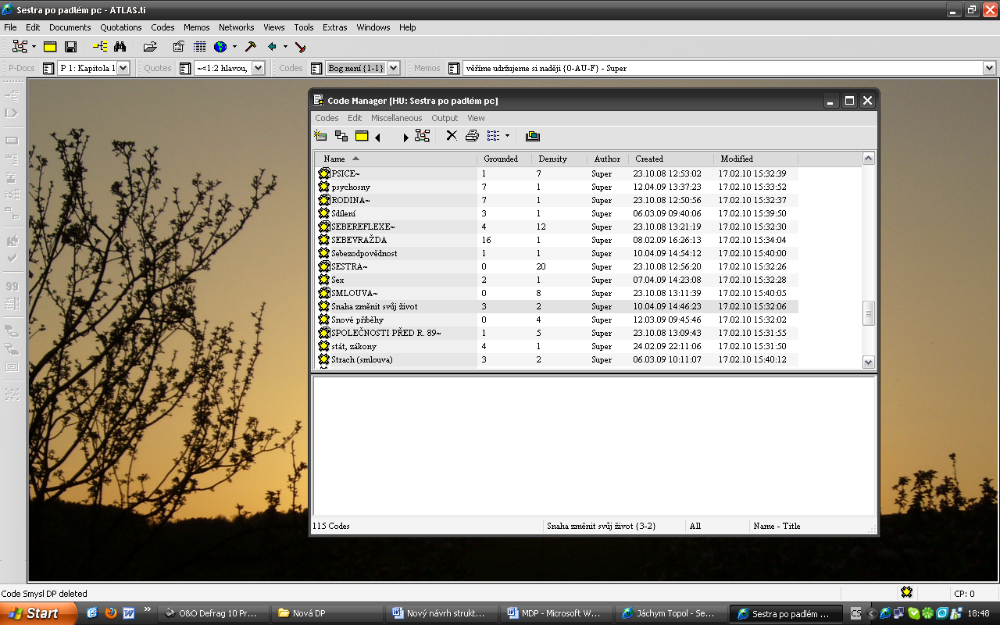 Sestra po padlém pc - ATLAS.ti
File Edit Documents Quotations Codes Memos Networks Views Tools Extras Windows Help
P-Docs P 1: Kapitola 1 Quotes ~<1:2 hlavou, Codes Bog není {1-1} Memos věříme udržujeme si naději {0-AU-F} - Super
Code Manager [HU: Sestra po padlém pc]
Codes Edit Miscellaneous Output View
Name Grounded Density Author Created Modified
PSICE~ 1 7 Super 23.10.08 12:53:02 17.02.10 15:32:39
psychosny 7 1 Super 12.04.09 13:37:23 17.02.10 15:33:52
RODINA~ 7 1 Super 23.10.08 12:50:56 17.02.10 15:32:37
Sdílení 3 1 Super 06.03.09 09:40:06 17.02.10 15:39:50
SEBEREFLEXE~ 4 12 Super 23.10.08 13:21:19 17.02.10 15:32:30
SEBEVRAŽDA 16 1 Super 08.02.09 16:26:13 17.02.10 15:34:04
Sebezodpovědnost 1 1 Super 10.04.09 14:54:12 17.02.10 15:40:00
SESTRA~ 0 20 Super 23.10.08 12:56:20 17.02.10 15:32:26
Sex 2 1 Super 07.04.09 14:23:08 17.02.10 15:32:28
SMLOUVA~ 0 8 Super 23.10.08 13:11:39 17.02.10 15:40:05
Snaha změnit svůj život 3 2 Super 10.04.09 14:46:23 17.02.10 15:32:06
Snové příběhy 0 4 Super 12.03.09 09:45:46 17.02.10 15:32:02
SPOLEČNOSTI PŘED R. 89~ 1 5 Super 23.10.08 13:09:43 17.02.10 15:31:55
stát, zákony 4 1 Super 24.02.09 22:11:06 17.02.10 15:31:50
Strach (smlouva) 3 2 Super 06.03.09 10:11:07 17.02.10 15:40:12
99
115 Codes Snaha změnit svůj život {3-2} All Name - Title
Code Smysl DP deleted CP: 0
Start » O&O Defrag 10 Pr... Nová DP Nový návrh strukt... MDP - Microsoft W... Jáchym Topol - Se... Sestra po padlém ... CS 18:48